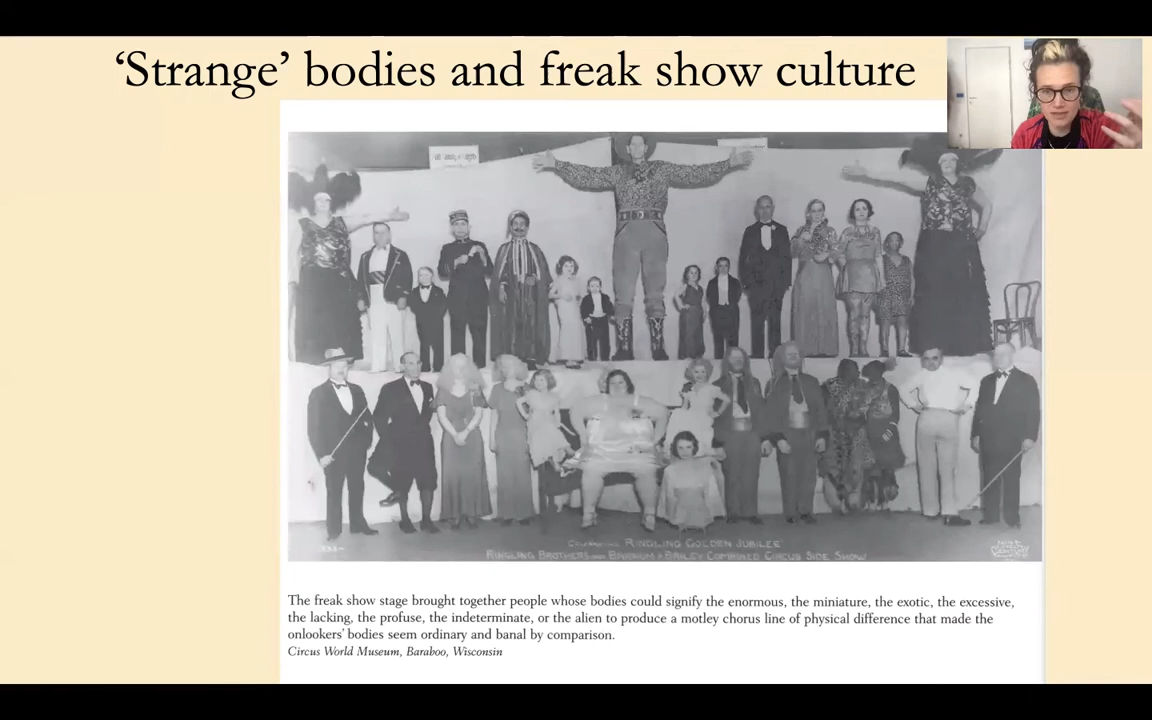 ‘Strange’ bodies and freak show culture
CELEBRATING RINGLING GOLDEN JUBILEE
RINGLING BROTHERS AND BARNUM & BAILEY COMBINED CIRCUS SIDE SHOW
The freak show stage brought together people whose bodies could signify the enormous, the miniature, the exotic, the excessive,
the lacking, the profuse, the indeterminate, or the alien to produce a motley chorus line of physical difference that made the
onlookers’ bodies seem ordinary and banal by comparison.
Circus World Museum, Baraboo, Wisconsin